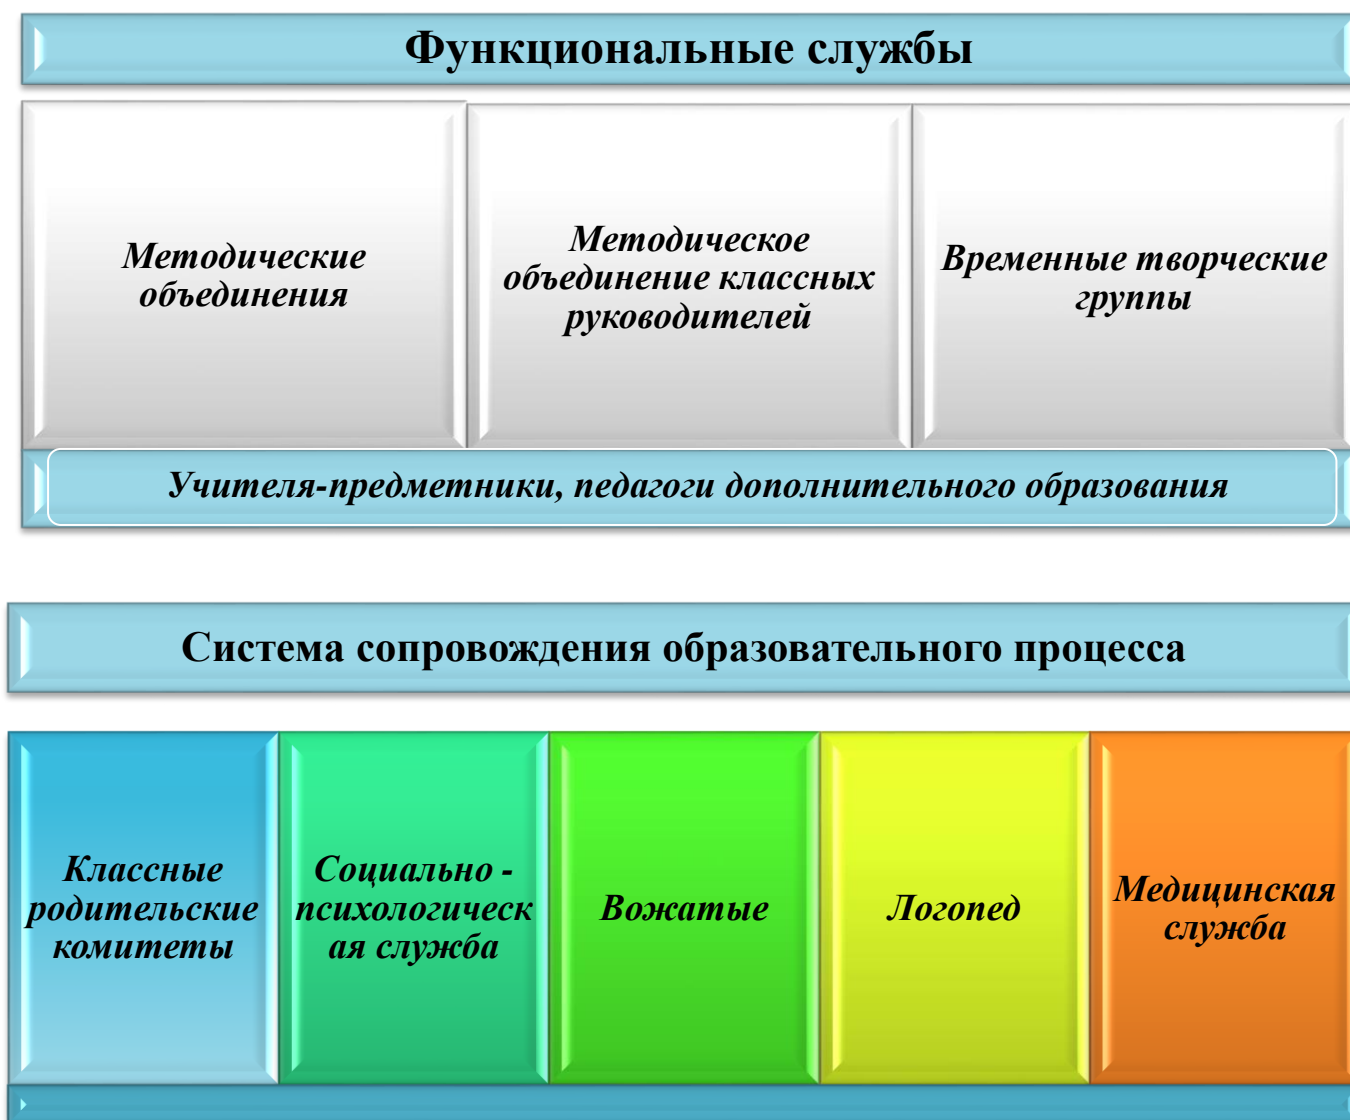 Функциональные службы
Методические
объединения
Методическое
объединение классных
руководителей
Временные творческие
группы
Учителя-предметники, педагоги дополнительного образования
Система сопровождения образовательного процесса
Классные
родительские
комитеты
Социально -
психологическ
ая служба
Вожатые
Логопед
Медицинская
служба